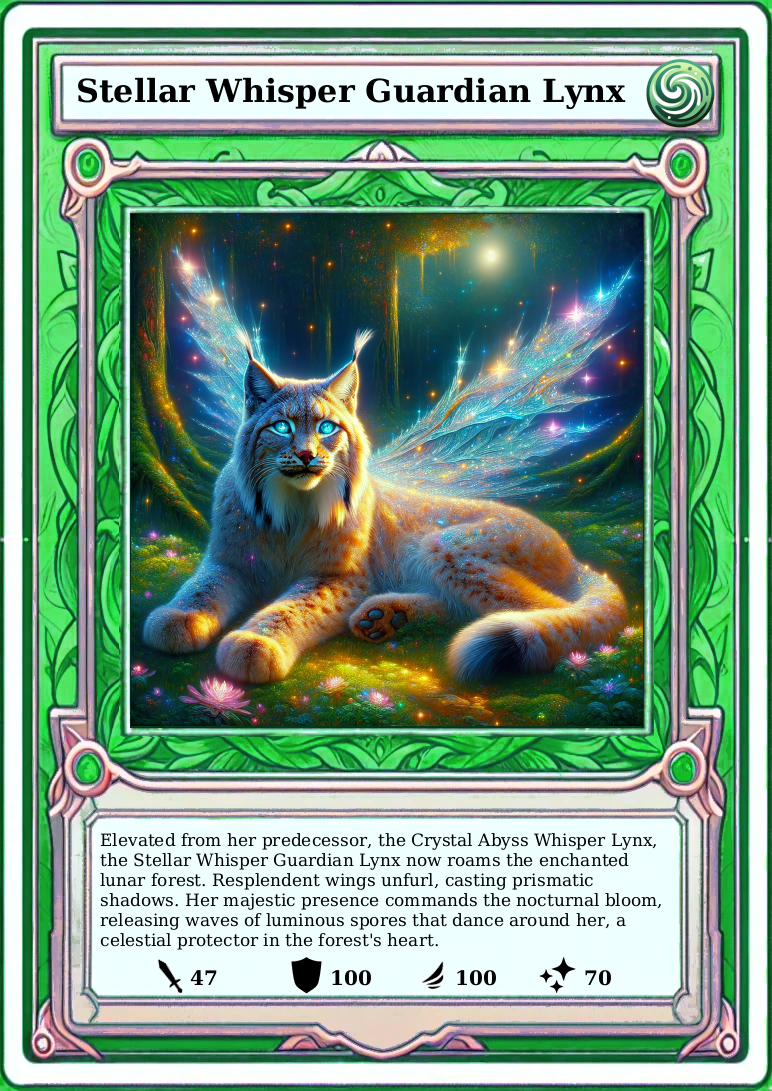 Stellar Whisper Guardian Lynx
Elevated from her predecessor, the Crystal Abyss Whisper Lynx,
the Stellar Whisper Guardian Lynx now roams the enchanted
lunar forest. Resplendent wings unfurl, casting prismatic
shadows. Her majestic presence commands the nocturnal bloom,
releasing waves of luminous spores that dance around her, a
celestial protector in the forest's heart.
47 100 100 70